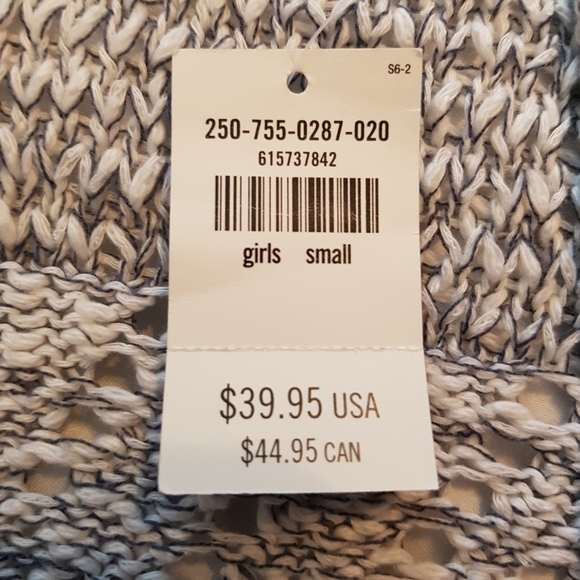 S6-2
250-755-0287-020
615737842
girls small
$39.95 USA
$44.95 CAN